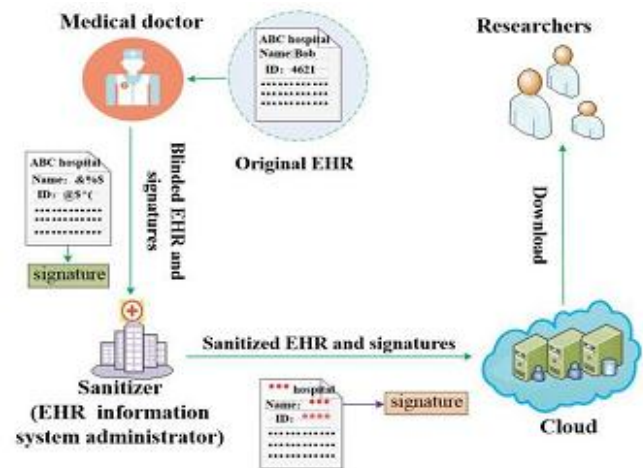 Medical doctor
ABC hospital
Name:Bob
ID: 4621
Original EHR
Researchers
ABC hospital
Name: &%$
ID: @$*(
signature
Blinded EHR and
signatures
Download
Sanitized EHR and signatures
Sanitizer
(EHR information
system administrator)
*** hospital
Name: ***
ID: ****
signature
Cloud